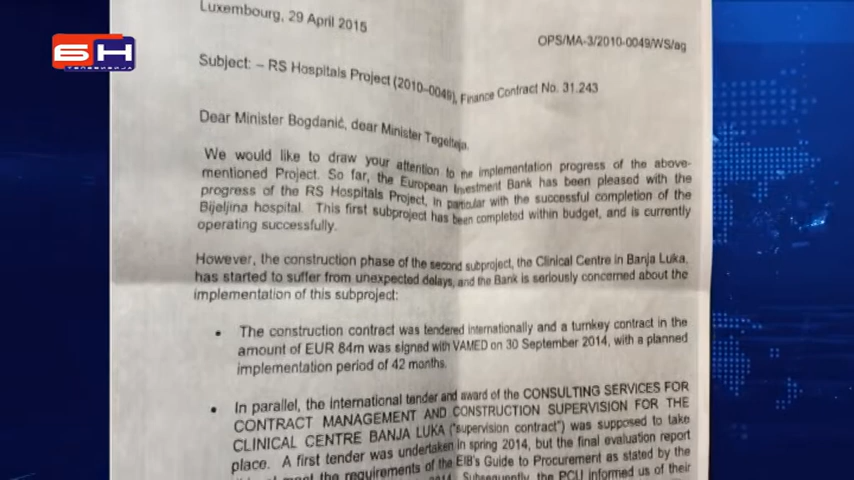 БН
ТЕЛЕВИЗИЈА
Luxembourg, 29 April 2015
OPS/MA-3/2010-0049/WS/ag
Subject: – RS Hospitals Project (2010-0049), Finance Contract No. 31.243
Dear Minister Bogdanić, dear Minister Tegelteja,
We would like to draw your attention to the implementation progress of the above-
mentioned Project. So far, the European Investment Bank has been pleased with the
progress of the RS Hospitals Project, in particular with the successful completion of the
Bijeljina hospital. This first subproject has been completed within budget, and is currently
operating successfully.
However, the construction phase of the second subproject, the Clinical Centre in Banja Luka,
has started to suffer from unexpected delays, and the Bank is seriously concerned about the
implementation of this subproject:
• The construction contract was tendered internationally and a turnkey contract in the
amount of EUR 84m was signed with VAMED on 30 September 2014, with a planned
implementation period of 42 months.
• In parallel, the international tender and award of the CONSULTING SERVICES FOR
CONTRACT MANAGEMENT AND CONSTRUCTION SUPERVISION FOR THE
CLINICAL CENTRE BANJA LUKA ("supervision contract") was supposed to take
place. A first tender was undertaken in spring 2014, but the final evaluation report
meet the requirements of the EIB's Guide to Procurement as stated by the
2014. Subsequently, the PCU informed us of their